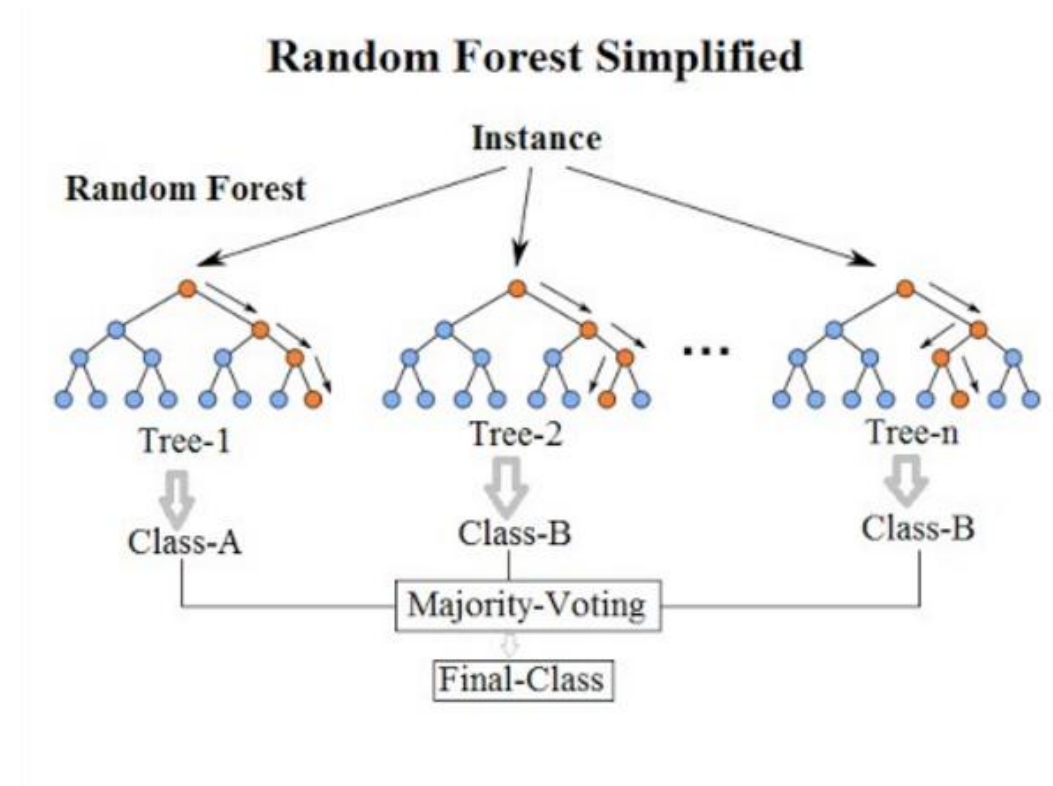 Random Forest Simplified
Instance
Random Forest
...
Tree-1
Tree-2
Tree-n
Class-A
Class-B
Class-B
Majority-Voting
Final-Class